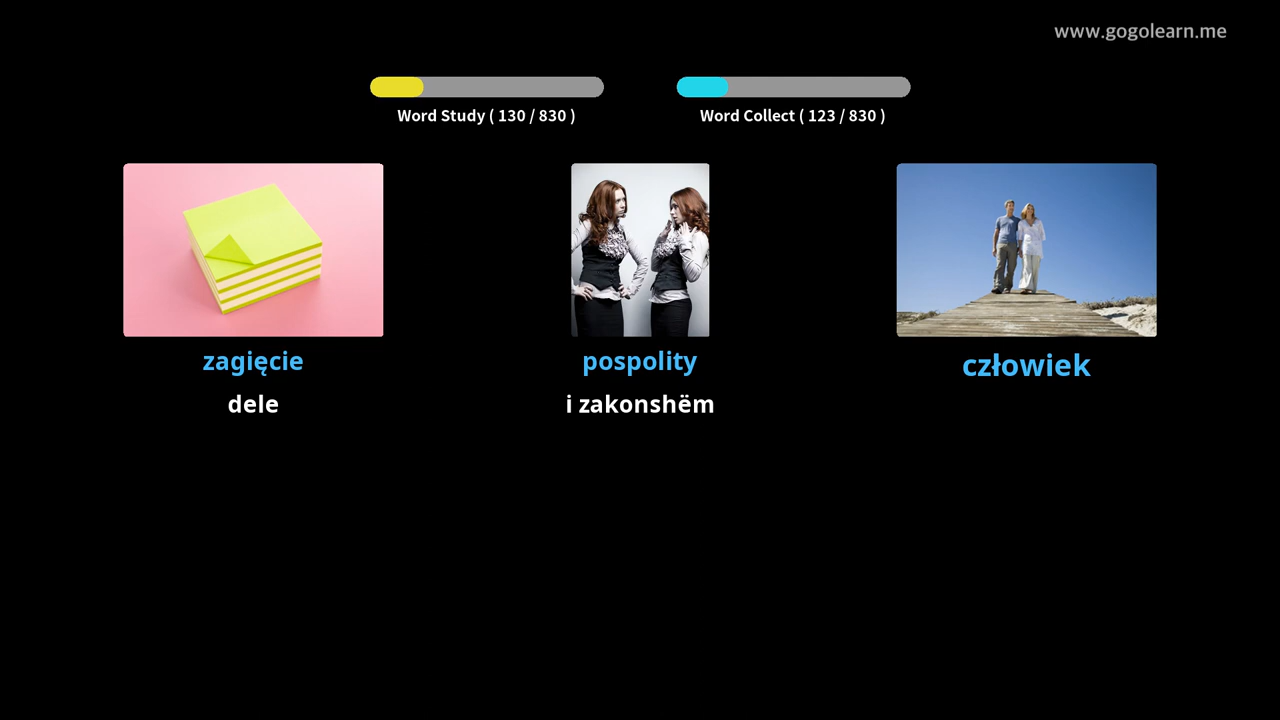 www.gogolearn.me
Word Study ( 130 / 830 )
Word Collect ( 123 / 830 )
zagięcie
pospolity
człowiek
dele
i zakonshëm